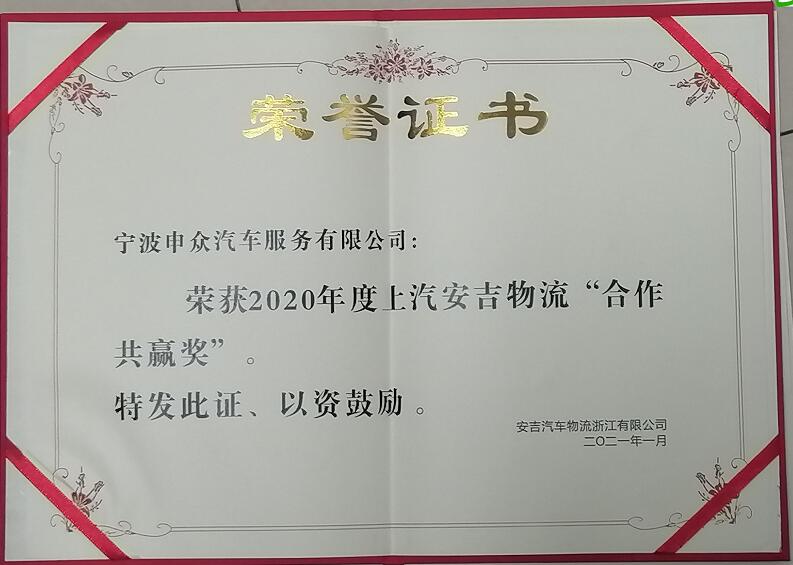 荣誉证书
宁波申众汽车服务有限公司：
荣获2020年度上汽安吉物流“合作
共赢奖”。
特发此证、以资鼓励。
安吉汽车物流浙江有限公司
二〇二一年一月